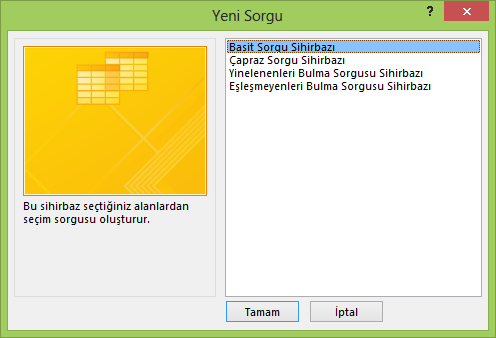 Yeni Sorgu
?
Basit Sorgu Sihirbazı
Çapraz Sorgu Sihirbazı
Yinelenenleri Bulma Sorgusu Sihirbazı
Eşleşmeyenleri Bulma Sorgusu Sihirbazı
Bu sihirbaz seçtiğiniz alanlardan
seçim sorgusu oluşturur.
Tamam
İptal